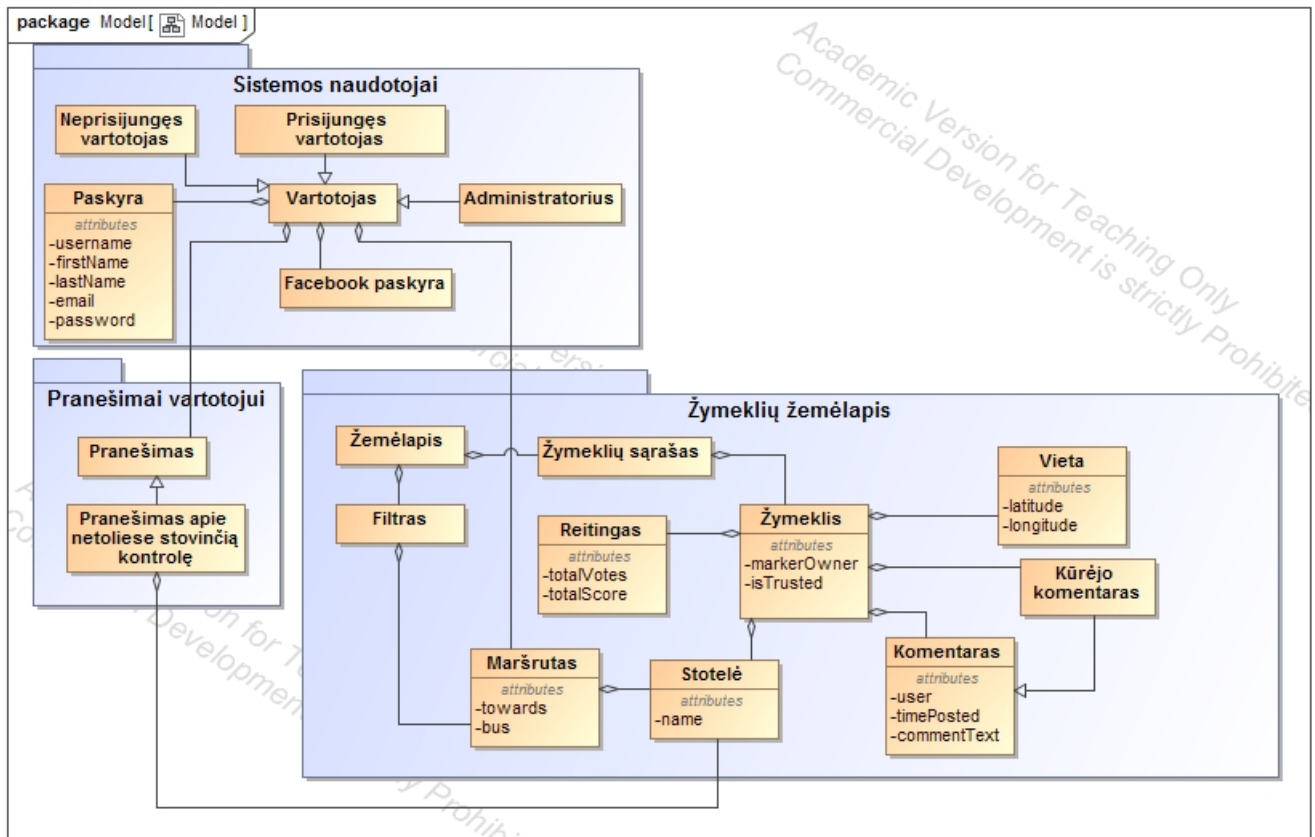 package Model [ Model ]
Academic Version for Teaching Only
Commercial Development is strictly Prohibite
Sistemos naudotojai
Neprisijungęs
vartotojas
Prisijungęs
vartotojas
Paskyra
attributes
-username
-firstName
-lastName
-email
-password
Vartotojas
Administratorius
Facebook paskyra
Pranešimai vartotojui
Pranešimas
Pranešimas apie
netoliese stovinčią
kontrolę
Žymeklių žemėlapis
Žemėlapis
Žymeklių sąrašas
Filtras
Reitingas
attributes
-totalVotes
-totalScore
Žymeklis
attributes
-markerOwner
-isTrusted
Vieta
attributes
-latitude
-longitude
Kūrėjo
komentaras
Komentaras
attributes
-user
-timePosted
-commentText
Maršrutas
attributes
-towards
-bus
Stotelė
attributes
-name